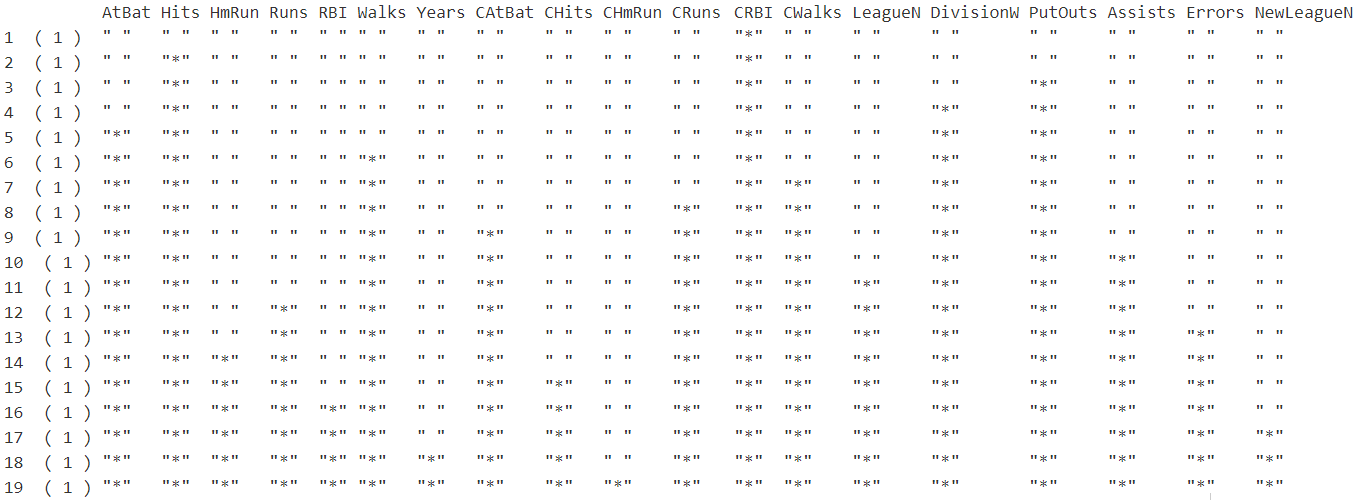 AtBat Hits HmRun Runs RBI Walks Years CAtBat CHits CHmRun CRuns CRBI CWalks LeagueN DivisionW PutOuts Assists Errors NewLeagueN
1 ( 1 ) " " " " " " " " " " " " " " " " " " " " " " "*" " " " " " " " " " " " " " "
2 ( 1 ) " " "*" " " " " " " " " " " " " " " " " " " "*" " " " " " " " " " " " " " "
3 ( 1 ) " " "*" " " " " " " " " " " " " " " " " " " "*" " " " " " " "*" " " " " " "
4 ( 1 ) " " "*" " " " " " " " " " " " " " " " " " " "*" " " " " "*" "*" " " " " " "
5 ( 1 ) "*" "*" " " " " " " " " " " " " " " " " " " "*" " " " " "*" "*" " " " " " "
6 ( 1 ) "*" "*" " " " " " " "*" " " " " " " " " " " "*" " " " " "*" "*" " " " " " "
7 ( 1 ) "*" "*" " " " " " " "*" " " " " " " " " " " "*" "*" " " "*" "*" " " " " " "
8 ( 1 ) "*" "*" " " " " " " "*" " " " " " " " " "*" "*" "*" " " "*" "*" " " " " " "
9 ( 1 ) "*" "*" " " " " " " "*" " " "*" " " " " "*" "*" "*" " " "*" "*" " " " " " "
10 ( 1 ) "*" "*" " " " " " " "*" " " "*" " " " " "*" "*" "*" " " "*" "*" "*" " " " "
11 ( 1 ) "*" "*" " " " " " " "*" " " "*" " " " " "*" "*" "*" "*" "*" "*" "*" " " " "
12 ( 1 ) "*" "*" " " "*" " " "*" " " "*" " " " " "*" "*" "*" "*" "*" "*" "*" " " " "
13 ( 1 ) "*" "*" " " "*" " " "*" " " "*" " " " " "*" "*" "*" "*" "*" "*" "*" "*" " "
14 ( 1 ) "*" "*" "*" "*" " " "*" " " "*" " " " " "*" "*" "*" "*" "*" "*" "*" "*" " "
15 ( 1 ) "*" "*" "*" "*" " " "*" " " "*" "*" " " "*" "*" "*" "*" "*" "*" "*" "*" " "
16 ( 1 ) "*" "*" "*" "*" "*" "*" " " "*" "*" " " "*" "*" "*" "*" "*" "*" "*" "*" " "
17 ( 1 ) "*" "*" "*" "*" "*" "*" " " "*" "*" " " "*" "*" "*" "*" "*" "*" "*" "*" "*"
18 ( 1 ) "*" "*" "*" "*" "*" "*" "*" "*" "*" " " "*" "*" "*" "*" "*" "*" "*" "*" "*"
19 ( 1 ) "*" "*" "*" "*" "*" "*" "*" "*" "*" "*" "*" "*" "*" "*" "*" "*" "*" "*" "*"